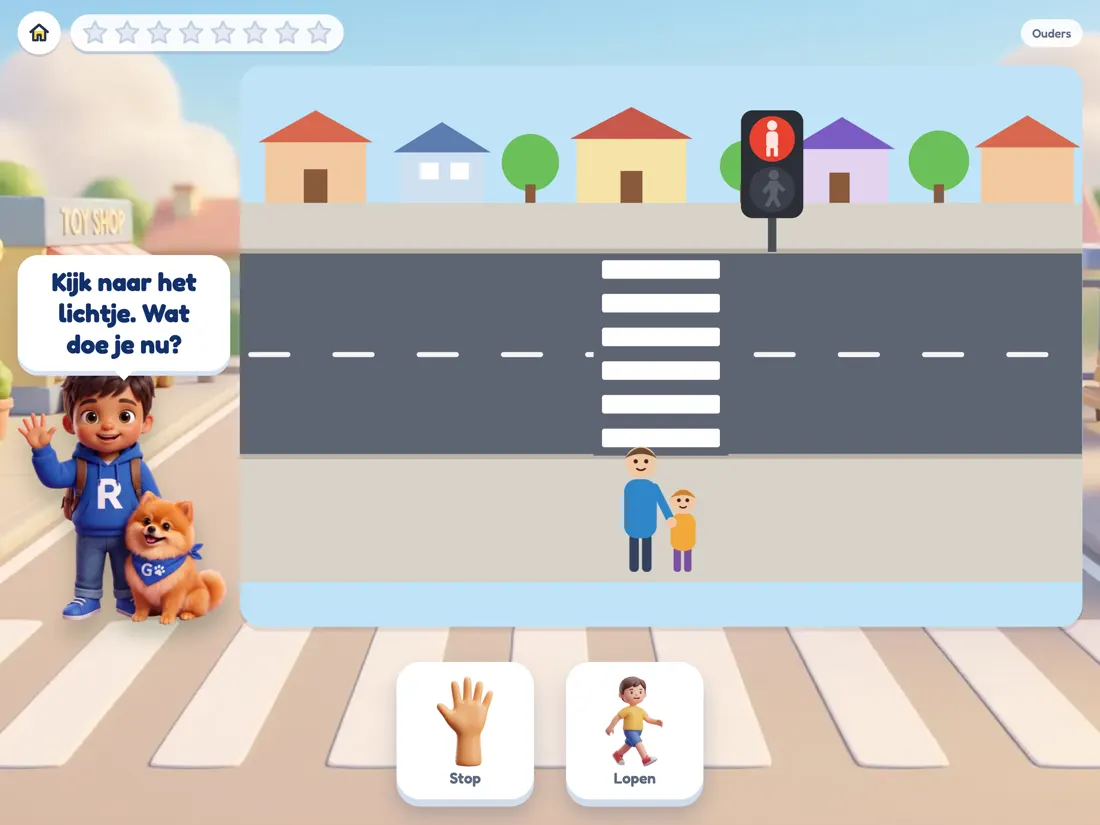 Ouders
TOY SHOP
Kijk naar het
lichtje. Wat
doe je nu?
R
G
Stop
Lopen